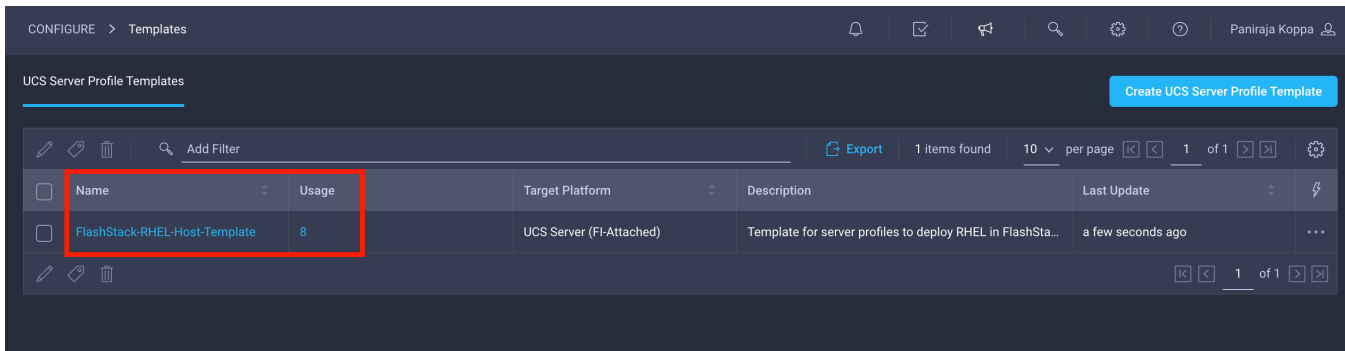 CONFIGURE > Templates
Paniraja Koppa
UCS Server Profile Templates
Create UCS Server Profile Template
Add Filter
Export
1 items found
10 per page
1 of 1
Name Usage Target Platform Description Last Update
FlashStack-RHEL-Host-Template 8 UCS Server (FI-Attached) Template for server profiles to deploy RHEL in FlashSta... a few seconds ago
1 of 1